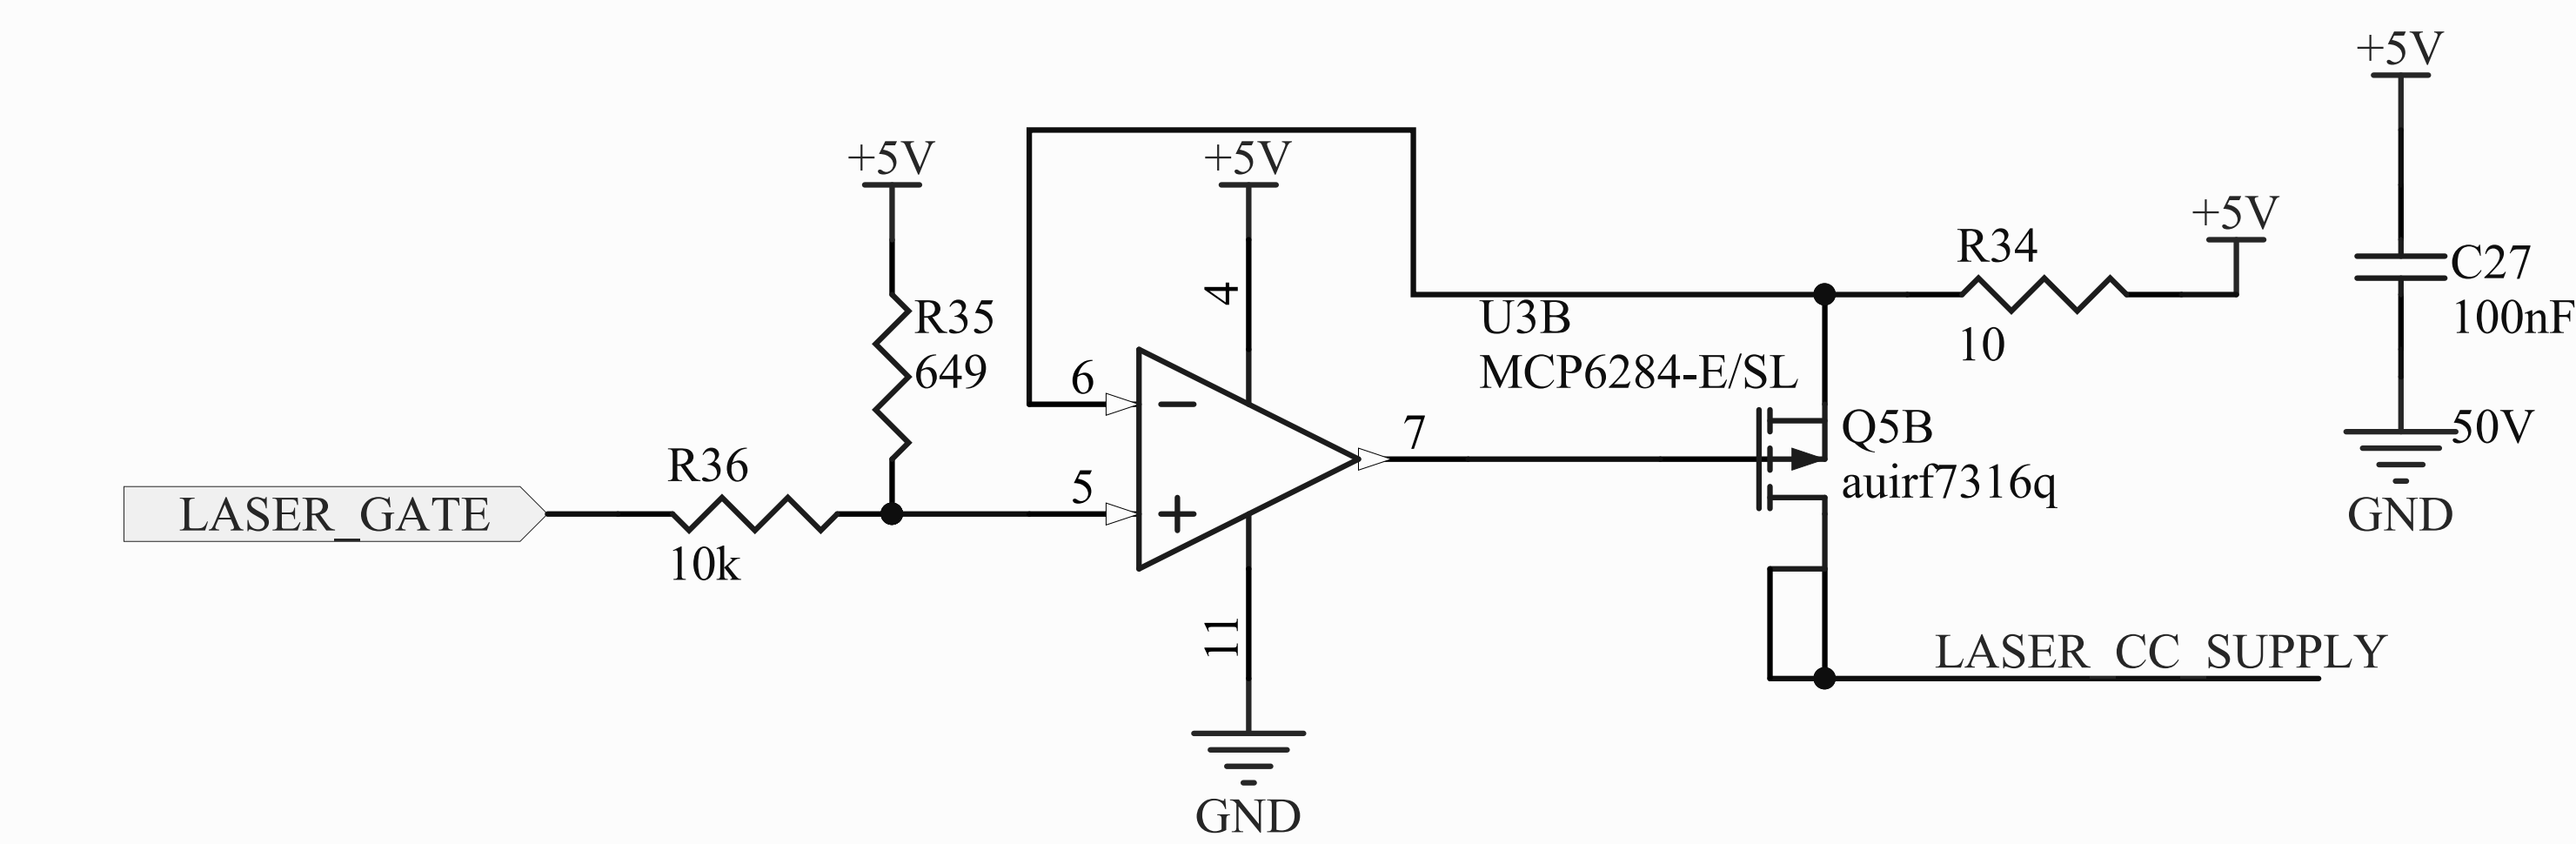 +5V
+5V
+5V
+5V
R34
10
C27
100nF
50V
GND
R35
649
4
U3B
MCP6284-E/SL
6
7
Q5B
auirf7316q
R36
10k
LASER_GATE
5
11
LASER_CC_SUPPLY
GND